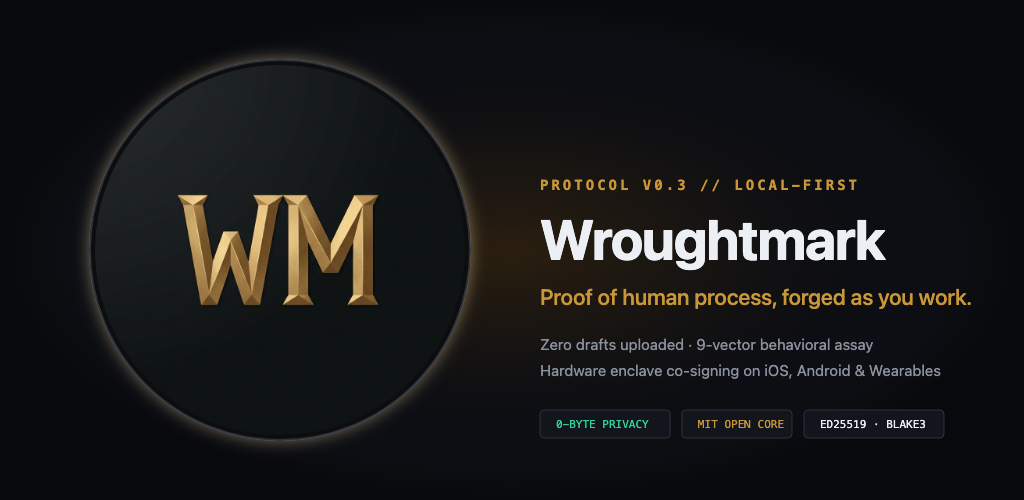 WM
PROTOCOL V0.3 // LOCAL-FIRST
Wroughtmark
Proof of human process, forged as you work.
Zero drafts uploaded · 9-vector behavioral assay
Hardware enclave co-signing on iOS, Android & Wearables
0-BYTE PRIVACY
MIT OPEN CORE
ED25519 · BLAKE3